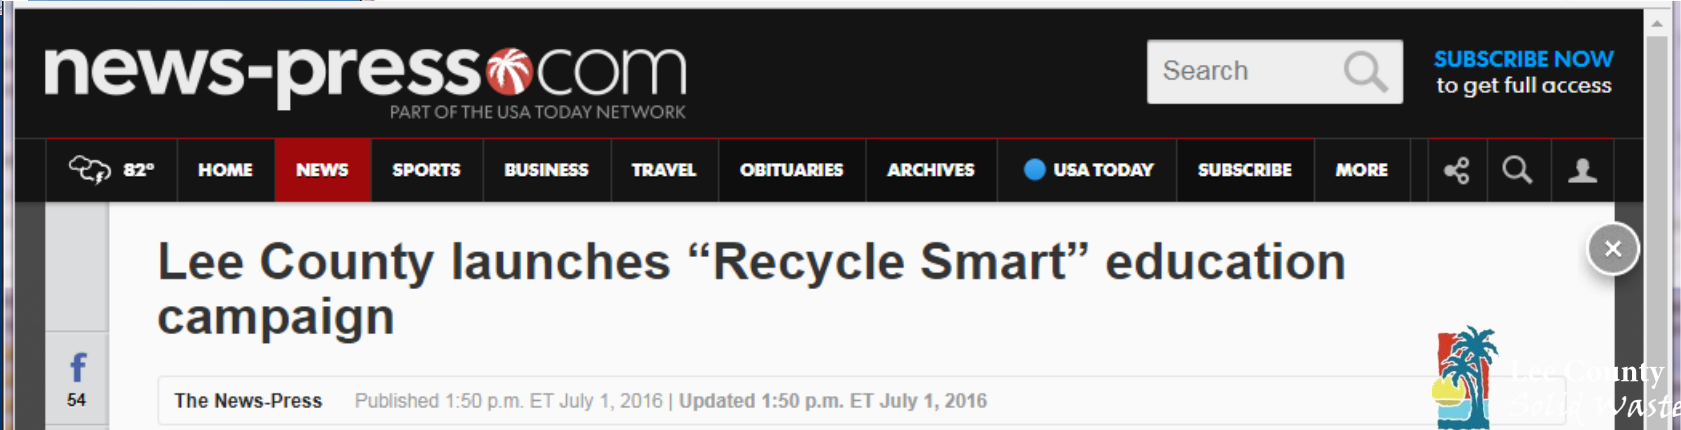 news-press.com
PART OF THE USA TODAY NETWORK
Search
SUBSCRIBE NOW
to get full access
82° HOME NEWS SPORTS BUSINESS TRAVEL OBITUARIES ARCHIVES USA TODAY SUBSCRIBE MORE
Lee County launches “Recycle Smart” education
campaign
f
54
The News-Press Published 1:50 p.m. ET July 1, 2016 | Updated 1:50 p.m. ET July 1, 2016
Lee County
Solid Waste